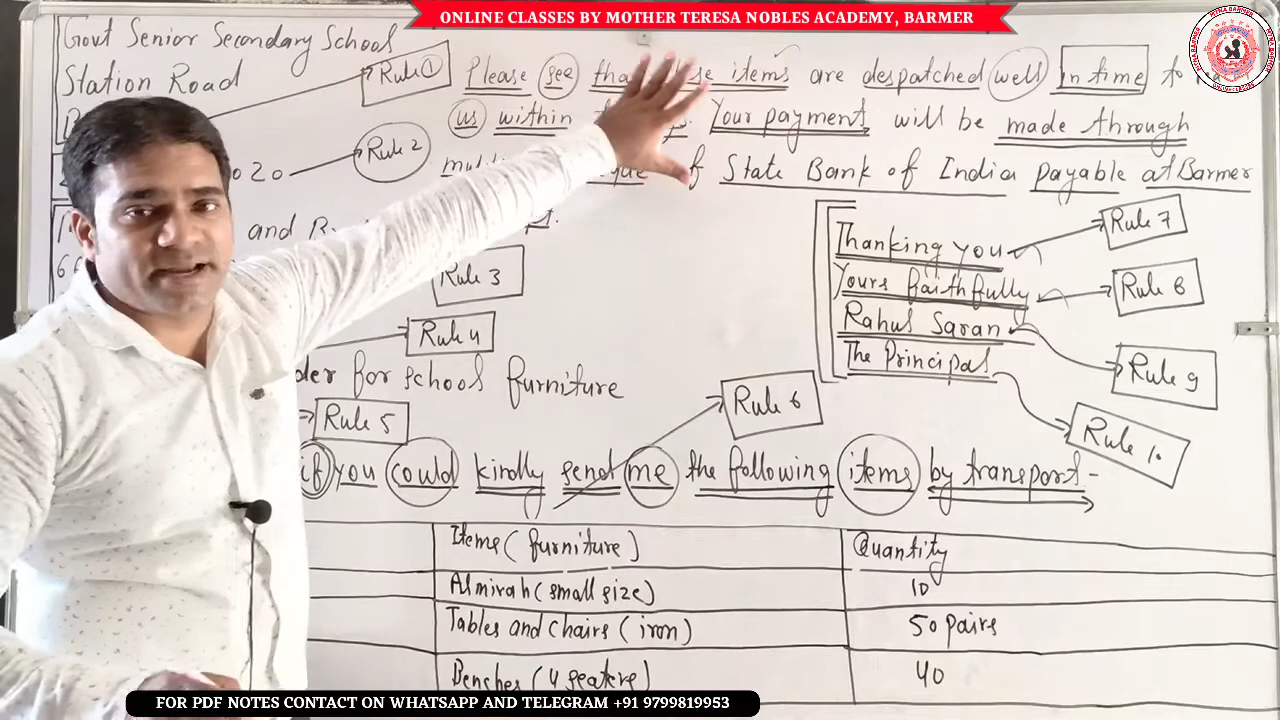 ONLINE CLASSES BY MOTHER TERESA NOBLES ACADEMY, BARMER
Govt Senior Secondary School
Station Road
Rule 1
Please see these items are despatched well in time to
us within
Your payment will be made through
Rule 2
of State Bank of India payable at Barmer
and
Rule 3
Rule 4
Thanking you
Rule 7
Yours faithfully
Rule 8
Rahul Saran
Rule 9
The Principal
Rule 10
for school furniture
Rule 5
Rule 6
if you could kindly send me the following items by transport-
Items (furniture) Quantity
Almirah (small size) 10
Tables and chairs (iron) 50 pairs
Benches (4 seaters) 40
FOR PDF NOTES CONTACT ON WHATSAPP AND TELEGRAM +91 9799819953